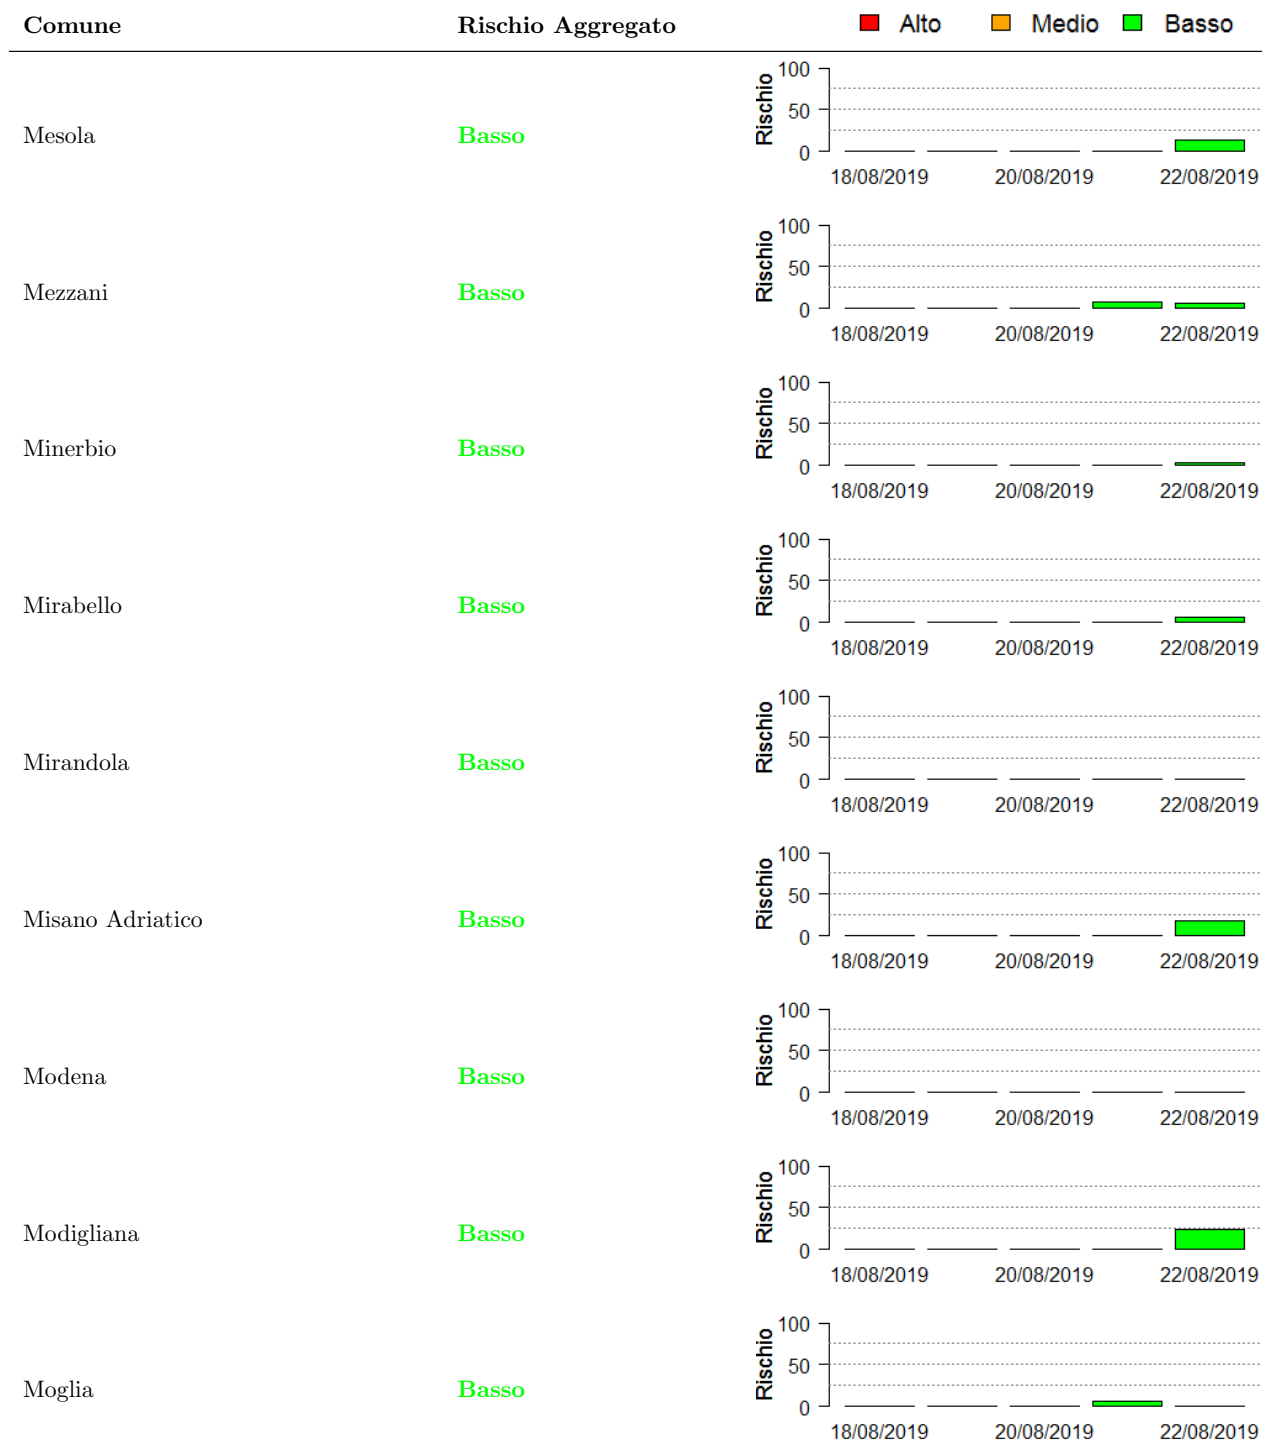 Comune Rischio Aggregato Alto Medio Basso
Mesola Basso Rischio 100 50 0
18/08/2019 20/08/2019 22/08/2019
Mezzani Basso Rischio 100 50 0
18/08/2019 20/08/2019 22/08/2019
Minerbio Basso Rischio 100 50 0
18/08/2019 20/08/2019 22/08/2019
Mirabello Basso Rischio 100 50 0
18/08/2019 20/08/2019 22/08/2019
Mirandola Basso Rischio 100 50 0
18/08/2019 20/08/2019 22/08/2019
Misano Adriatico Basso Rischio 100 50 0
18/08/2019 20/08/2019 22/08/2019
Modena Basso Rischio 100 50 0
18/08/2019 20/08/2019 22/08/2019
Modigliana Basso Rischio 100 50 0
18/08/2019 20/08/2019 22/08/2019
Moglia Basso Rischio 100 50 0
18/08/2019 20/08/2019 22/08/2019